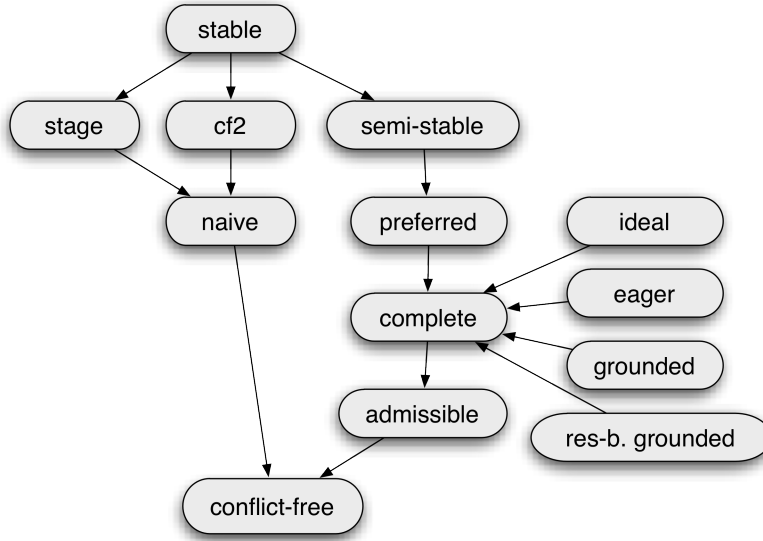 stable
stage
cf2
semi-stable
naive
preferred
ideal
eager
complete
grounded
admissible
res-b. grounded
conflict-free